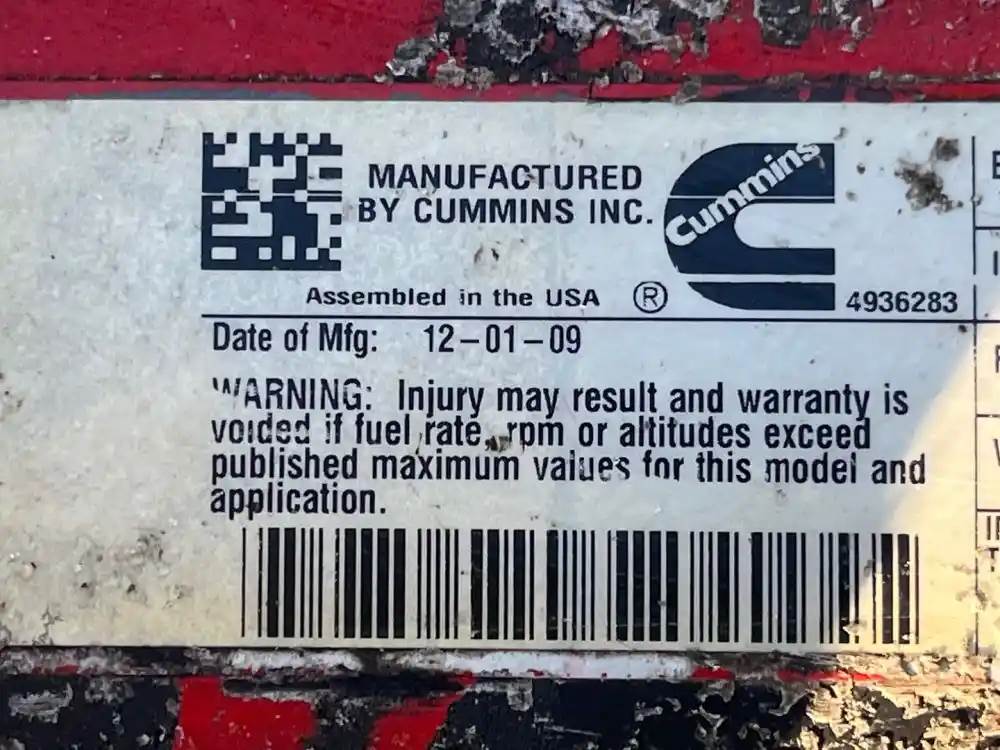 MANUFACTURED
BY CUMMINS INC.
Cummins
Assembled in the USA ®
4936283
Date of Mfg: 12-01-09
WARNING: Injury may result and warranty is
voided if fuel rate, rpm or altitudes exceed
published maximum values for this model and
application.